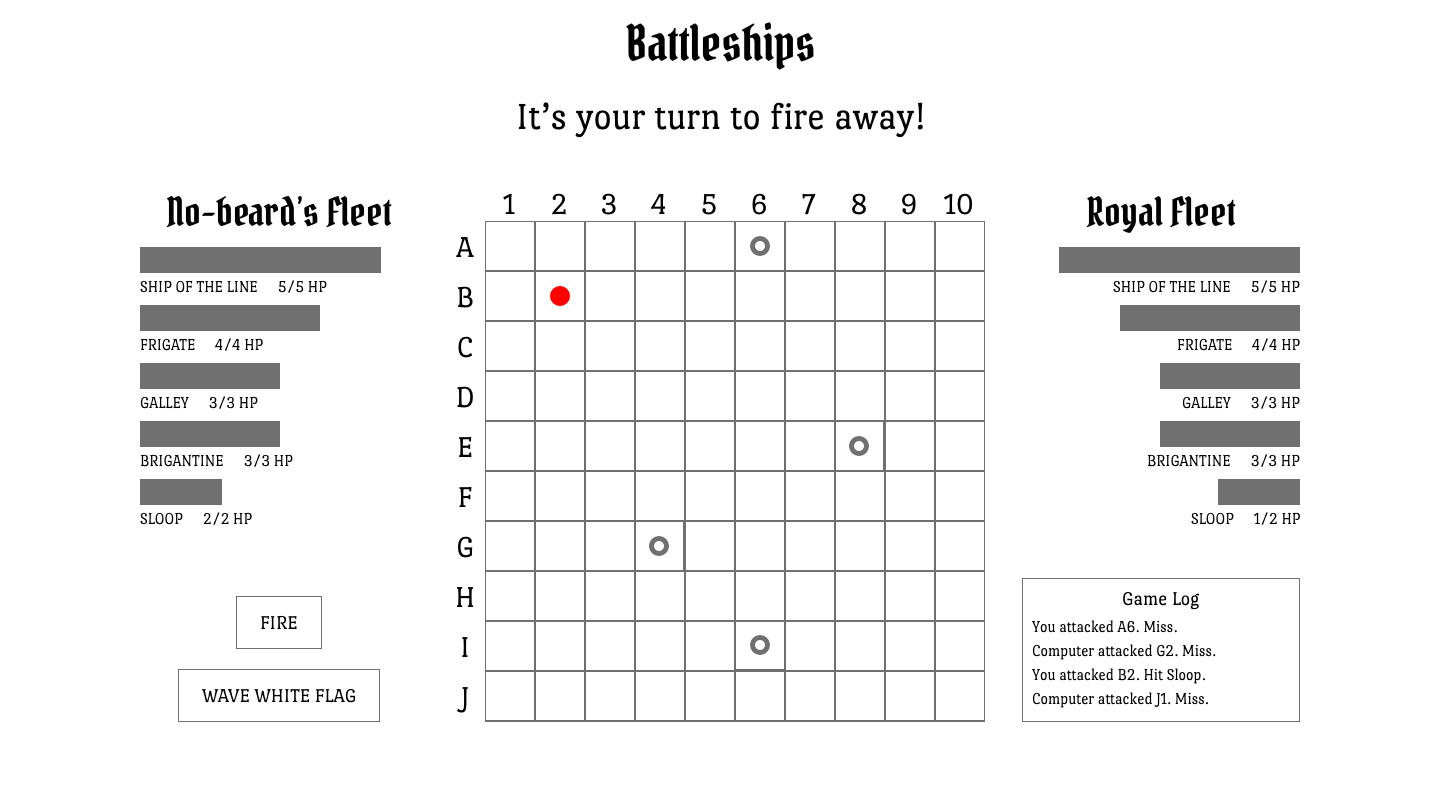 Battleships
It's your turn to fire away!
No-beard's Fleet
SHIP OF THE LINE 5/5 HP
FRIGATE 4/4 HP
GALLEY 3/3 HP
BRIGANTINE 3/3 HP
SLOOP 2/2 HP
FIRE
WAVE WHITE FLAG
1 2 3 4 5 6 7 8 9 10
A
B
C
D
E
F
G
H
I
J
Royal Fleet
SHIP OF THE LINE 5/5 HP
FRIGATE 4/4 HP
GALLEY 3/3 HP
BRIGANTINE 3/3 HP
SLOOP 1/2 HP
Game Log
You attacked A6. Miss.
Computer attacked G2. Miss.
You attacked B2. Hit Sloop.
Computer attacked J1. Miss.